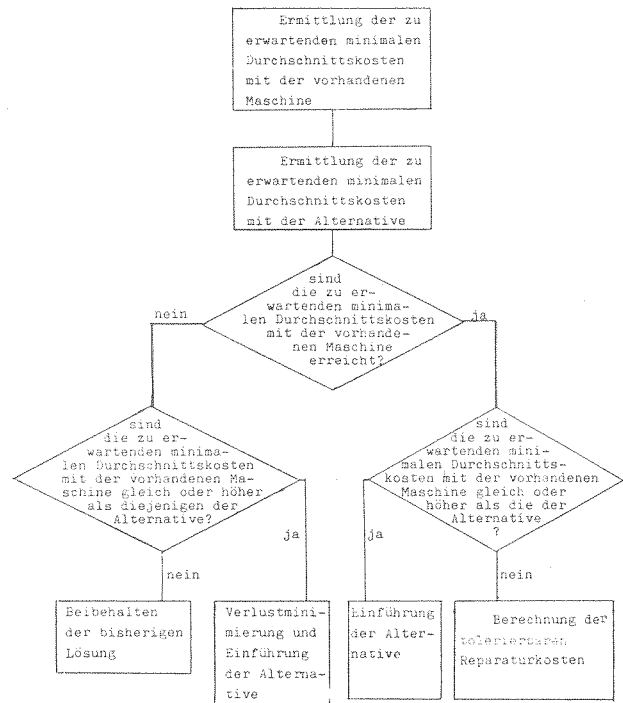 Ermittlung der zu
erwartenden minimalen
Durchschnittskosten
mit der vorhandenen
Maschine
Ermittlung der zu
erwartenden minimalen
Durchschnittskosten
mit der Alternative
sind
die zu er-
wartenden minima-
len Durchschnittskosten
mit der vorhande-
nen Maschine
erreicht?
nein
ja
sind
die zu er-
wartenden minima-
len Durchschnittskosten
mit der vorhandenen Ma-
schine gleich oder höher
als diejenigen der
Alternative?
sind
die zu er-
wartenden mini-
malen Durchschnitts-
kosten mit der vorhandenen
Maschine gleich oder
höher als die der
Alternative
?
ja
ja
nein
nein
Beibehalten
der bisherigen
Lösung
Verlustmini-
mierung und
Einführung
der Alterna-
tive
Einführung
der Alter-
native
Berechnung der
tolerierbaren
Reparaturkosten